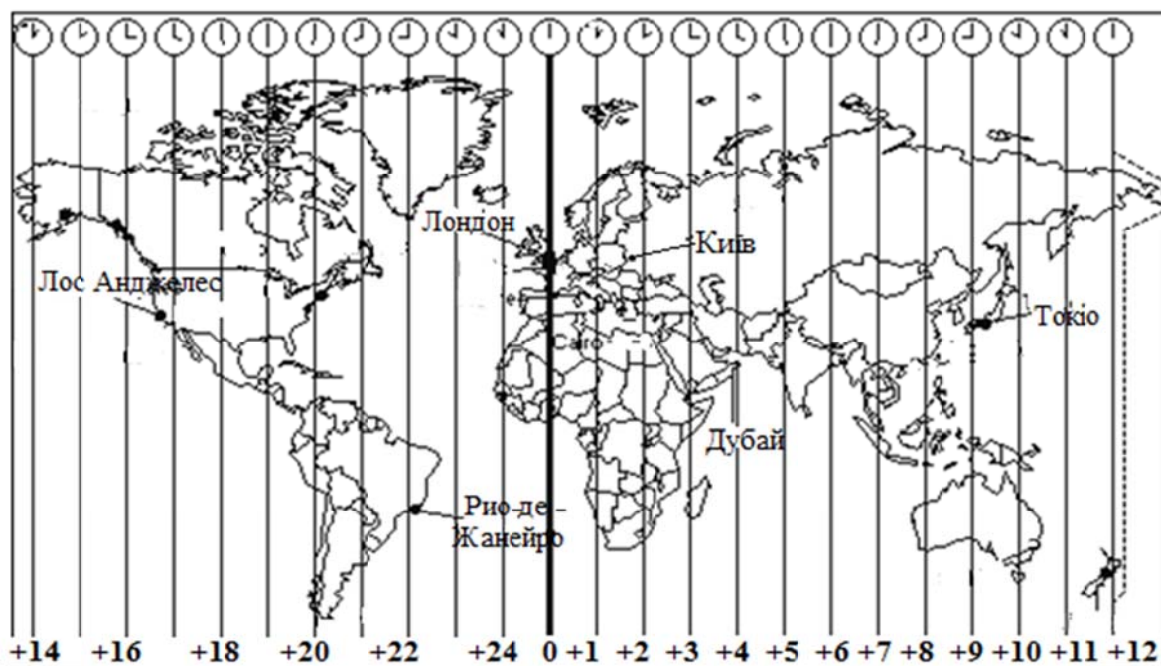 Лондон
Київ
Лос Анджелес
Токіо
Cairo
Дубай
Рио-де-
Жанейро
+14 +16 +18 +20 +22 +24 0 +1 +2 +3 +4 +5 +6 +7 +8 +9 +10 +11 +12